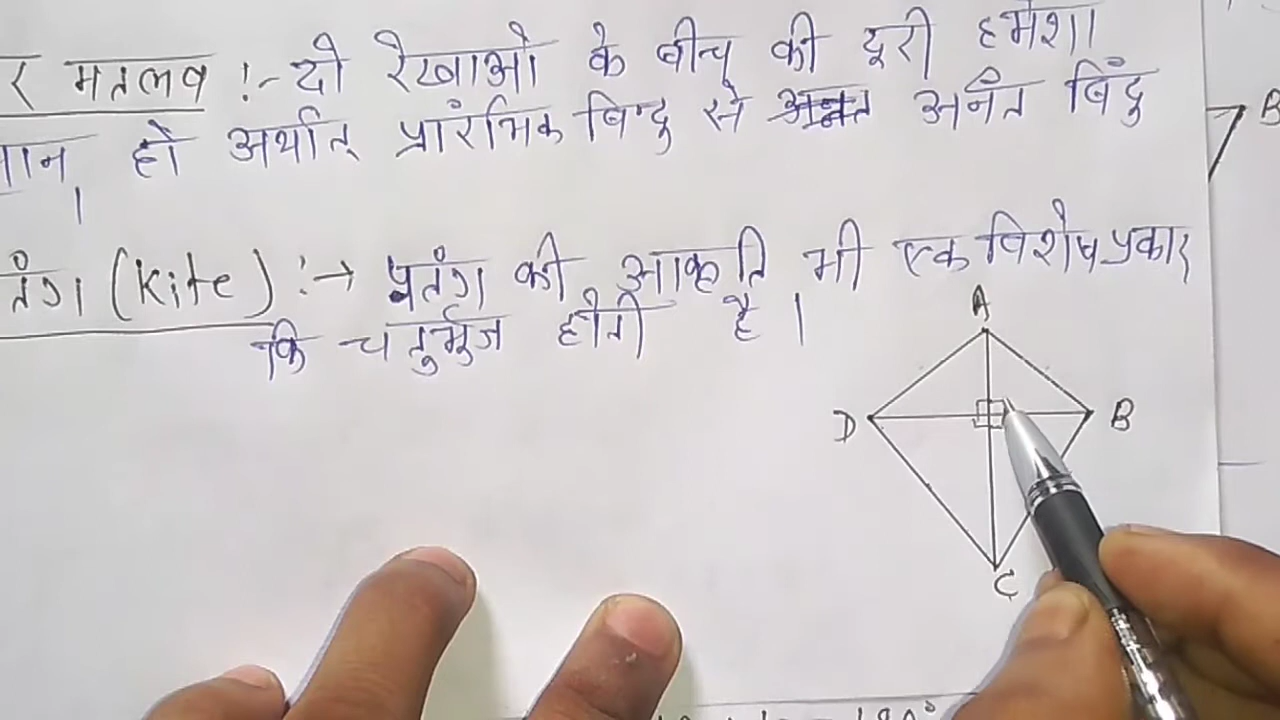 र मतलब :- दो रेखाओ के बीच की दूरी हमेशा
मान हो अर्थात् प्रारंभिक बिन्दु से अनन्त अनंत बिंदु
।
तंग (Kite) :→ पतंग की आकृति भी एक विशेष प्रकार
कि चतुर्भुज होती है ।
A
D
B
C
B